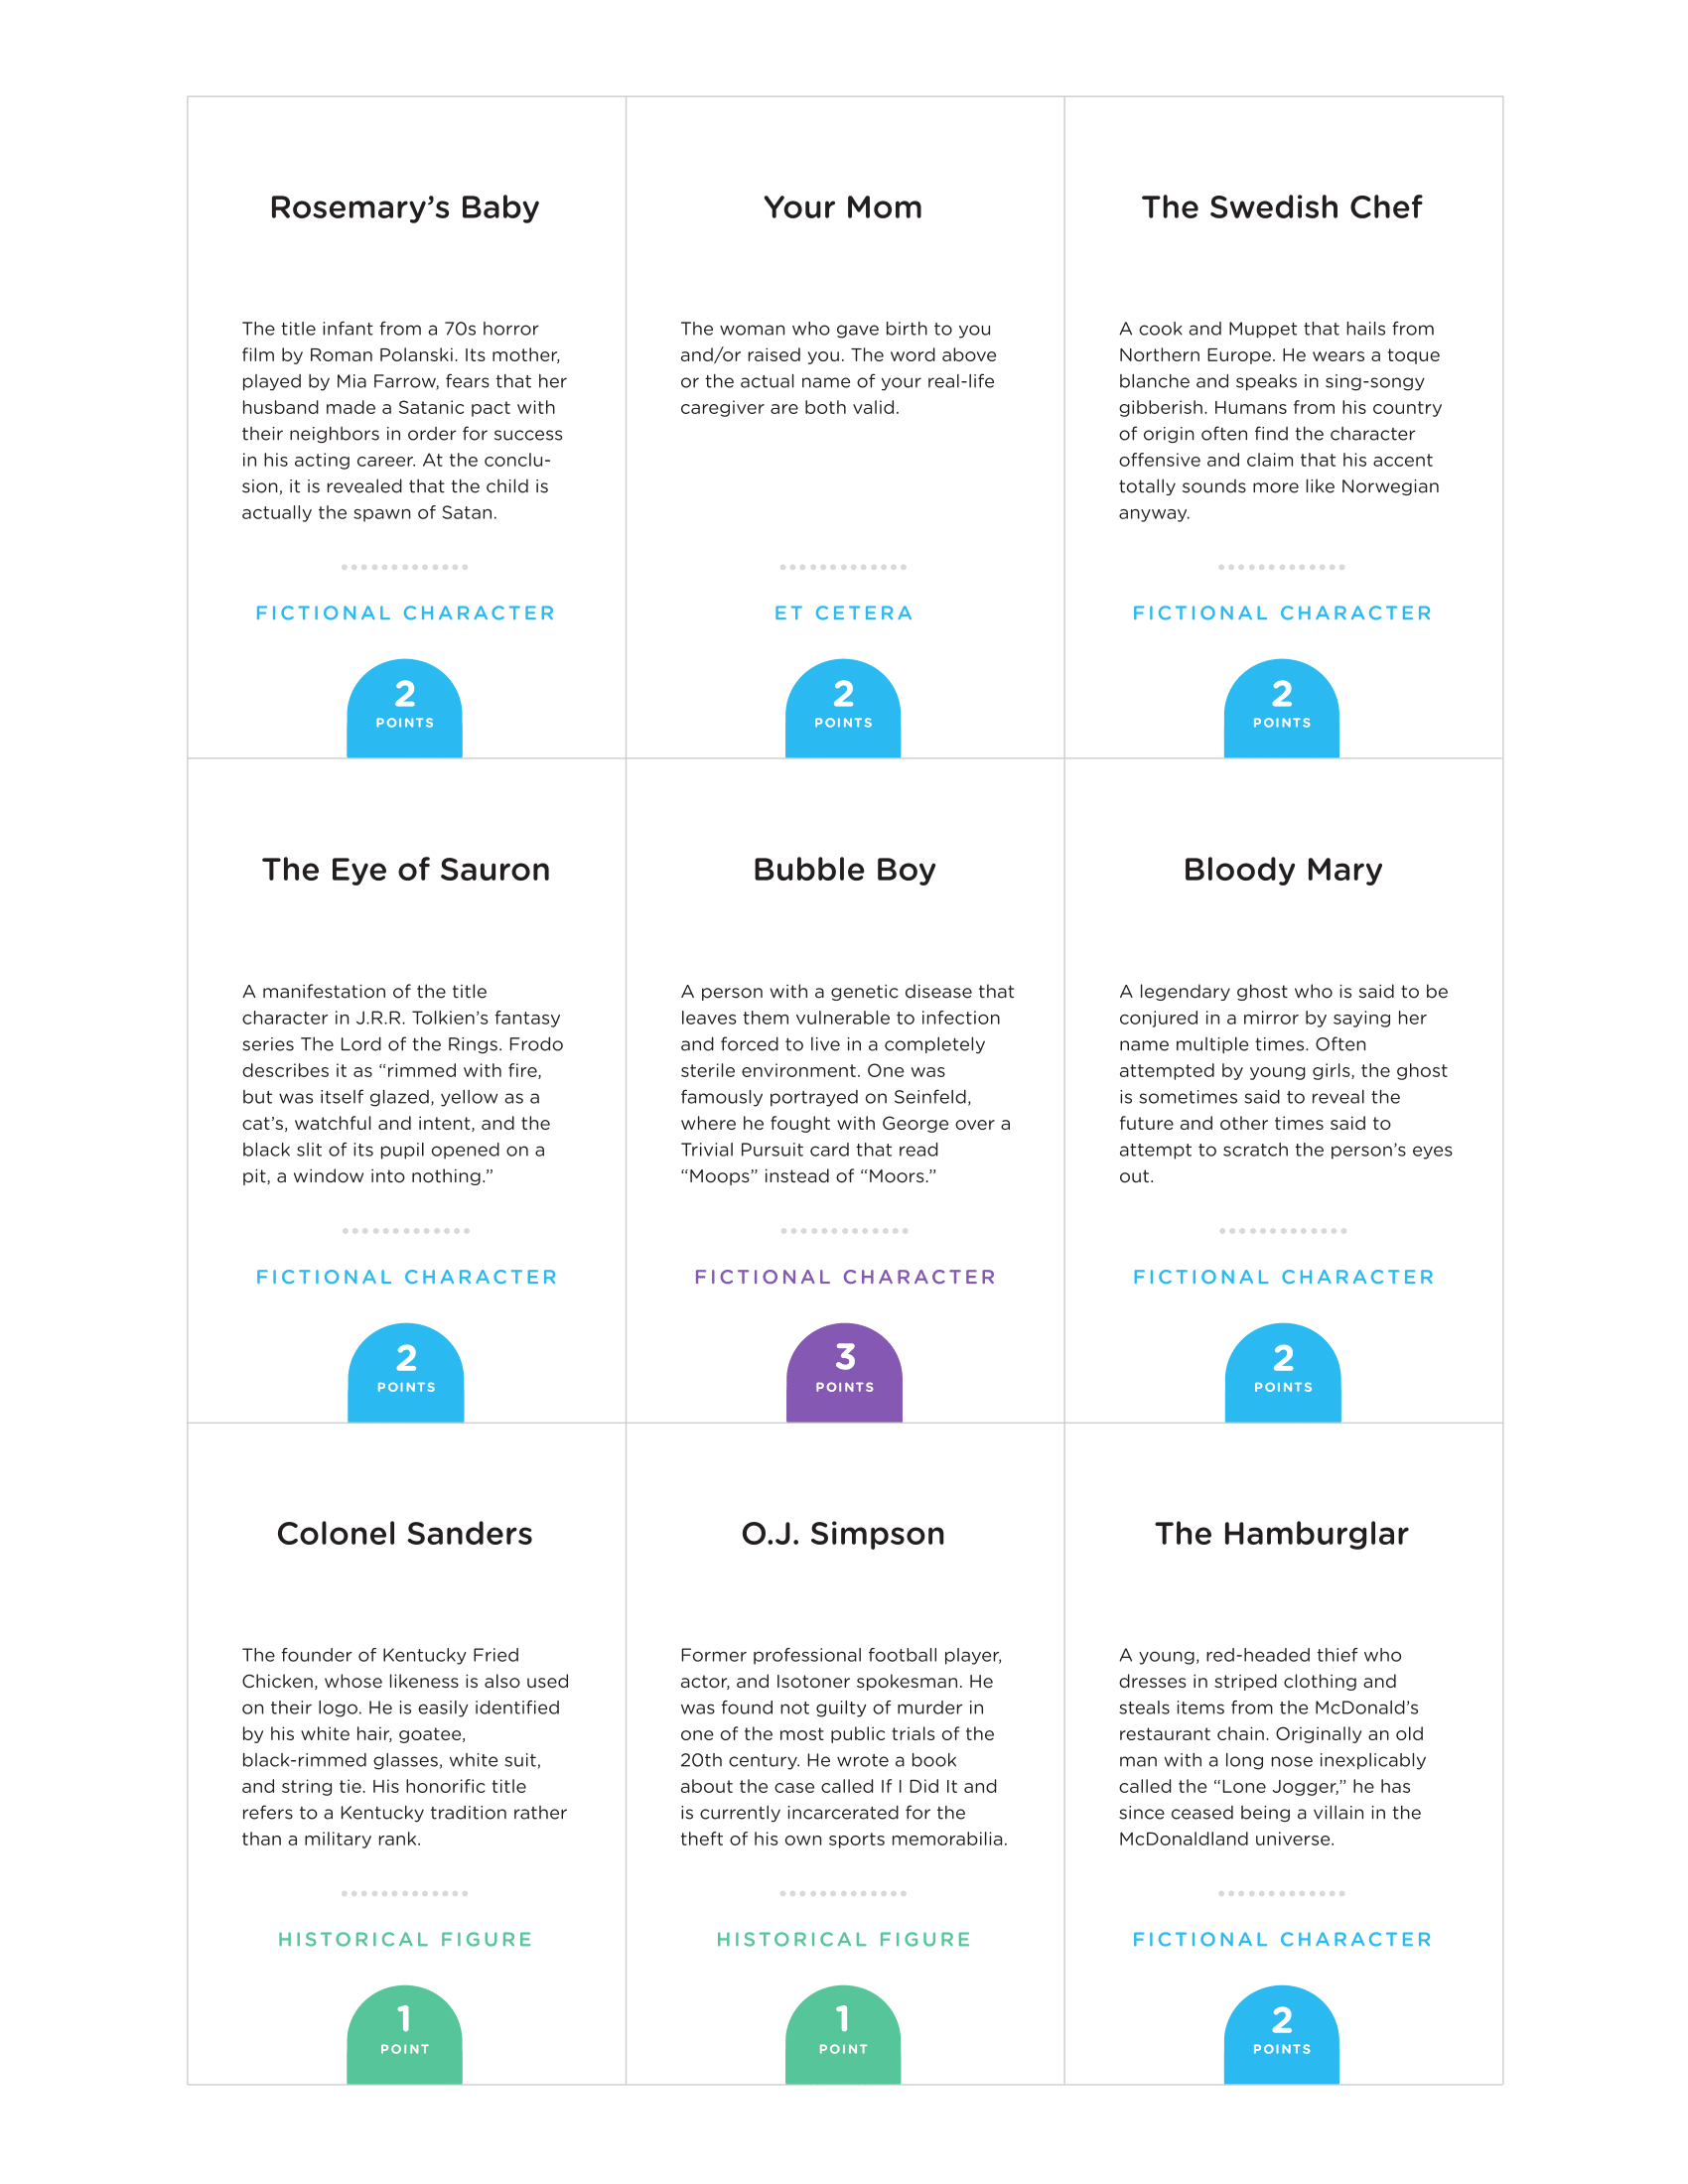 Rosemary’s Baby
The title infant from a 70s horror
film by Roman Polanski. Its mother,
played by Mia Farrow, fears that her
husband made a Satanic pact with
their neighbors in order for success
in his acting career. At the conclu-
sion, it is revealed that the child is
actually the spawn of Satan.
FICTIONAL CHARACTER
2
POINTS
Your Mom
The woman who gave birth to you
and/or raised you. The word above
or the actual name of your real-life
caregiver are both valid.
ET CETERA
2
POINTS
The Swedish Chef
A cook and Muppet that hails from
Northern Europe. He wears a toque
blanche and speaks in sing-songy
gibberish. Humans from his country
of origin often find the character
offensive and claim that his accent
totally sounds more like Norwegian
anyway.
FICTIONAL CHARACTER
2
POINTS
The Eye of Sauron
A manifestation of the title
character in J.R.R. Tolkien’s fantasy
series The Lord of the Rings. Frodo
describes it as “rimmed with fire,
but was itself glazed, yellow as a
cat’s, watchful and intent, and the
black slit of its pupil opened on a
pit, a window into nothing.”
FICTIONAL CHARACTER
2
POINTS
Bubble Boy
A person with a genetic disease that
leaves them vulnerable to infection
and forced to live in a completely
sterile environment. One was
famously portrayed on Seinfeld,
where he fought with George over a
Trivial Pursuit card that read
“Moops” instead of “Moors.”
FICTIONAL CHARACTER
3
POINTS
Bloody Mary
A legendary ghost who is said to be
conjured in a mirror by saying her
name multiple times. Often
attempted by young girls, the ghost
is sometimes said to reveal the
future and other times said to
attempt to scratch the person’s eyes
out.
FICTIONAL CHARACTER
2
POINTS
Colonel Sanders
The founder of Kentucky Fried
Chicken, whose likeness is also used
on their logo. He is easily identified
by his white hair, goatee,
black-rimmed glasses, white suit,
and string tie. His honorific title
refers to a Kentucky tradition rather
than a military rank.
HISTORICAL FIGURE
1
POINT
O.J. Simpson
Former professional football player,
actor, and Isotoner spokesman. He
was found not guilty of murder in
one of the most public trials of the
20th century. He wrote a book
about the case called If I Did It and
is currently incarcerated for the
theft of his own sports memorabilia.
HISTORICAL FIGURE
1
POINT
The Hamburglar
A young, red-headed thief who
dresses in striped clothing and
steals items from the McDonald’s
restaurant chain. Originally an old
man with a long nose inexplicably
called the “Lone Jogger,” he has
since ceased being a villain in the
McDonaldland universe.
FICTIONAL CHARACTER
2
POINTS